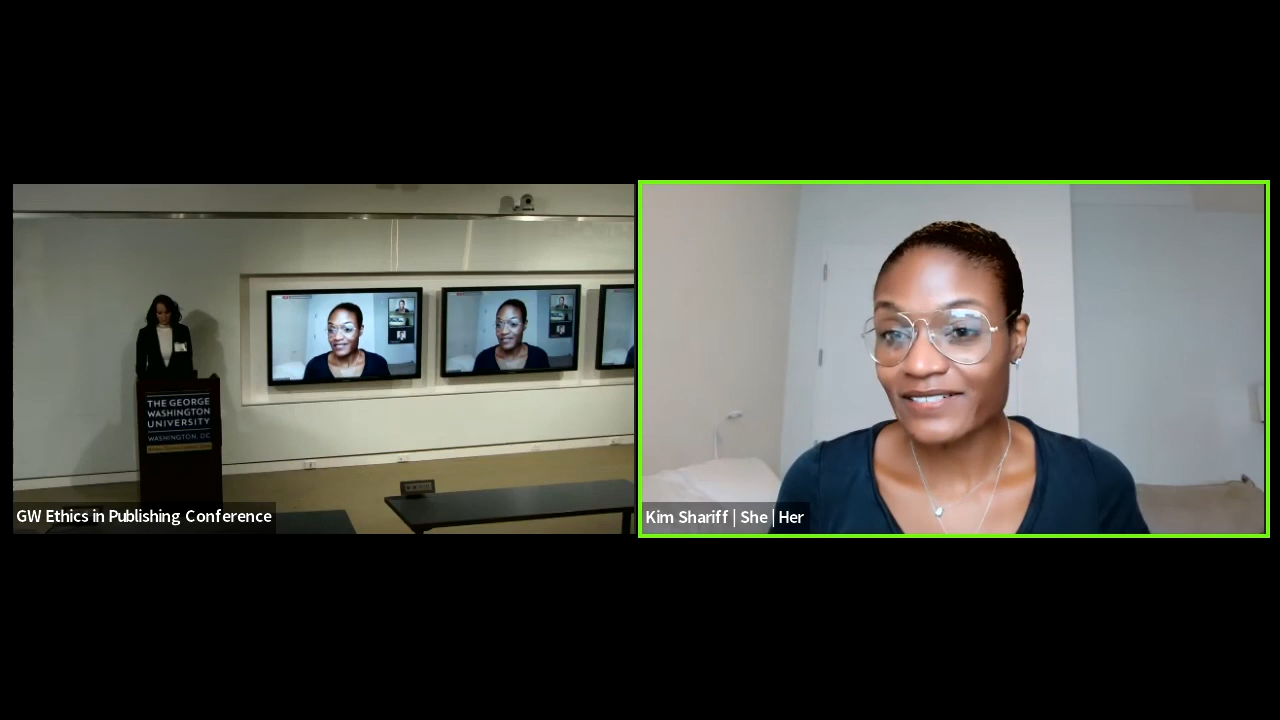 THE GEORGE
WASHINGTON
UNIVERSITY
WASHINGTON, DC
GW Ethics in Publishing Conference
Kim Shariff | She | Her